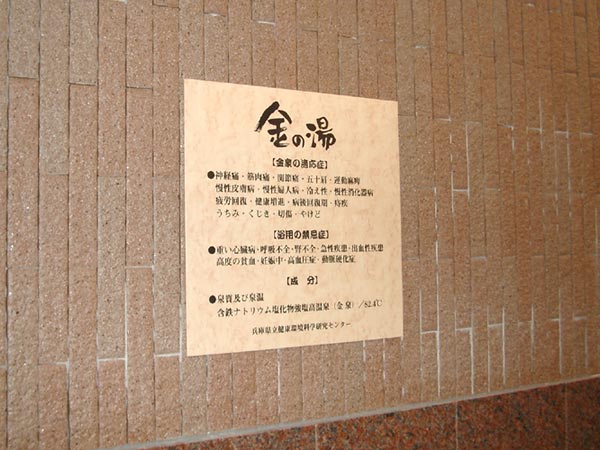 金の湯
【金泉の適応症】
●神経痛・筋肉痛・関節痛・五十肩・運動麻痺
慢性皮膚病・慢性婦人病・冷え性・慢性消化器病
疲労回復・健康増進・病後回復期・痔疾
うちみ・くじき・切傷・やけど
【浴用の禁忌症】
●重い心臓病・呼吸不全・腎不全・急性疾患・出血性疾患
高度の貧血・妊娠中・高血圧症・動脈硬化症
【成 分】
●泉質及び泉温
含鉄ナトリウム塩化物強塩高温泉（金泉）／82.4℃
兵庫県立健康環境科学研究センター